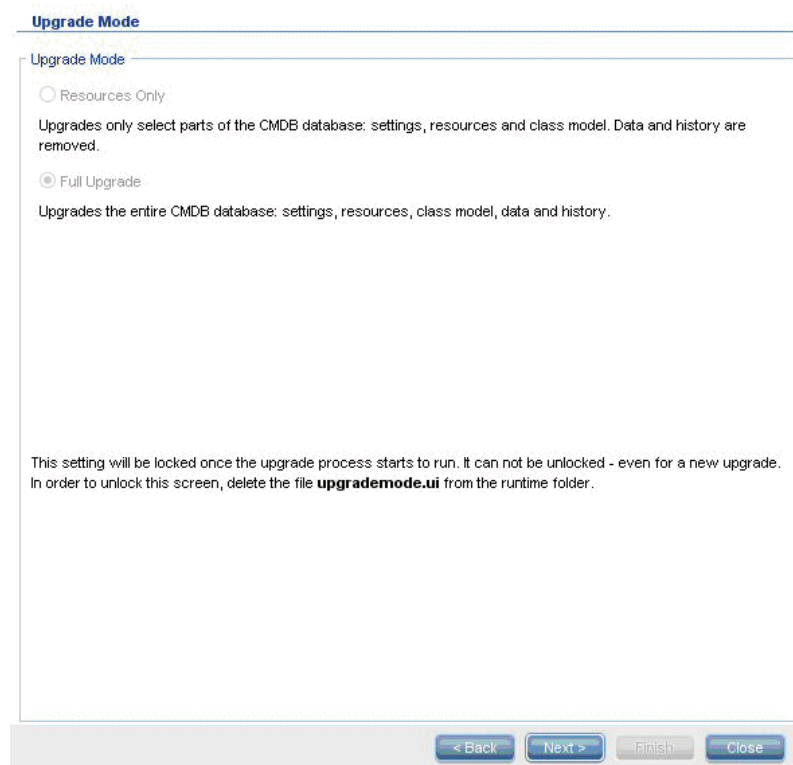 Upgrade Mode
Upgrade Mode
Resources Only
Upgrades only select parts of the CMDB database: settings, resources and class model. Data and history are
removed.
Full Upgrade
Upgrades the entire CMDB database: settings, resources, class model, data and history.
This setting will be locked once the upgrade process starts to run. It can not be unlocked - even for a new upgrade.
In order to unlock this screen, delete the file upgrademode.ui from the runtime folder.
< Back Next > Finish Close